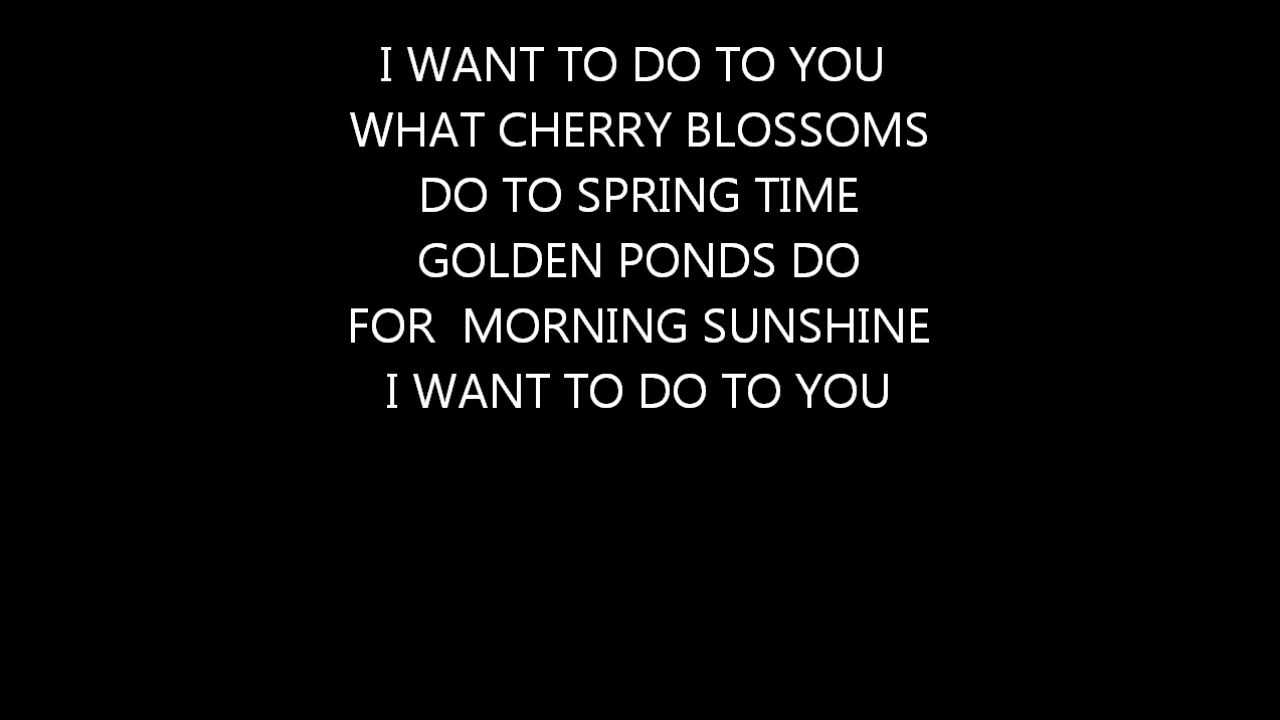 I WANT TO DO TO YOU
WHAT CHERRY BLOSSOMS
DO TO SPRING TIME
GOLDEN PONDS DO
FOR  MORNING SUNSHINE
I WANT TO DO TO YOU